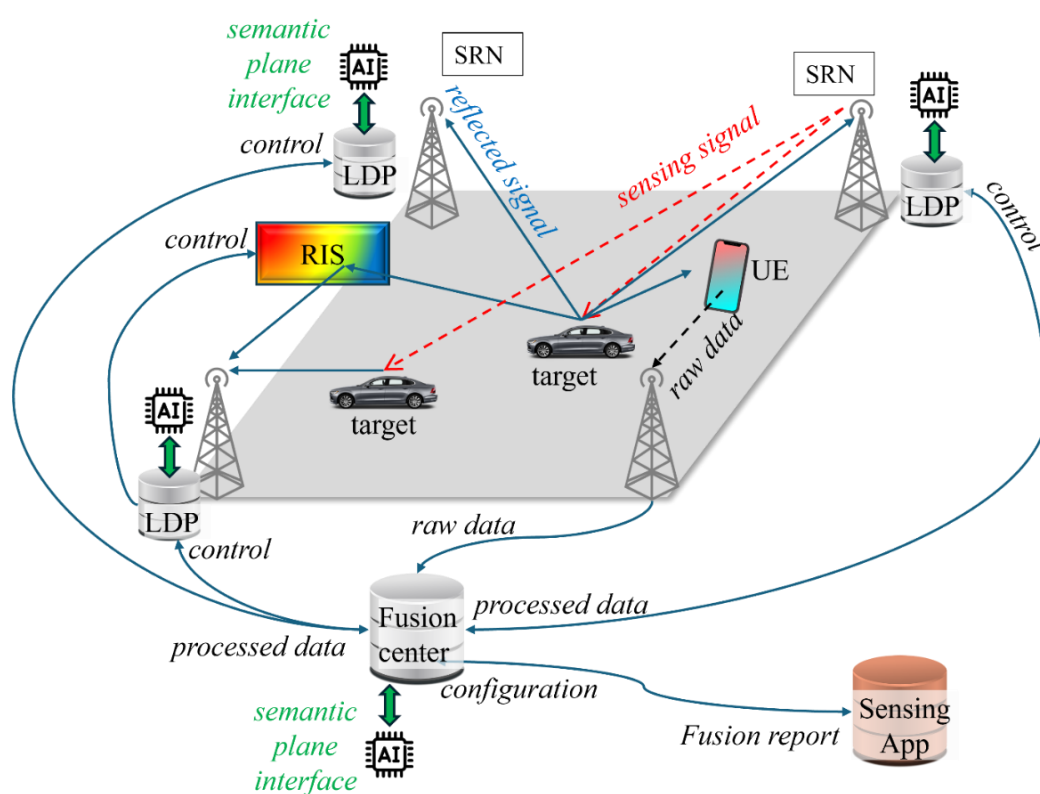 semantic
plane
interface
AI
SRN
SRN
AI
control
LDP
reflected signal
sensing signal
LDP
control
control
RIS
UE
raw data
target
target
AI
LDP
control
raw data
Fusion
center
processed data
processed data
configuration
semantic
plane
interface
AI
Fusion report
Sensing
App